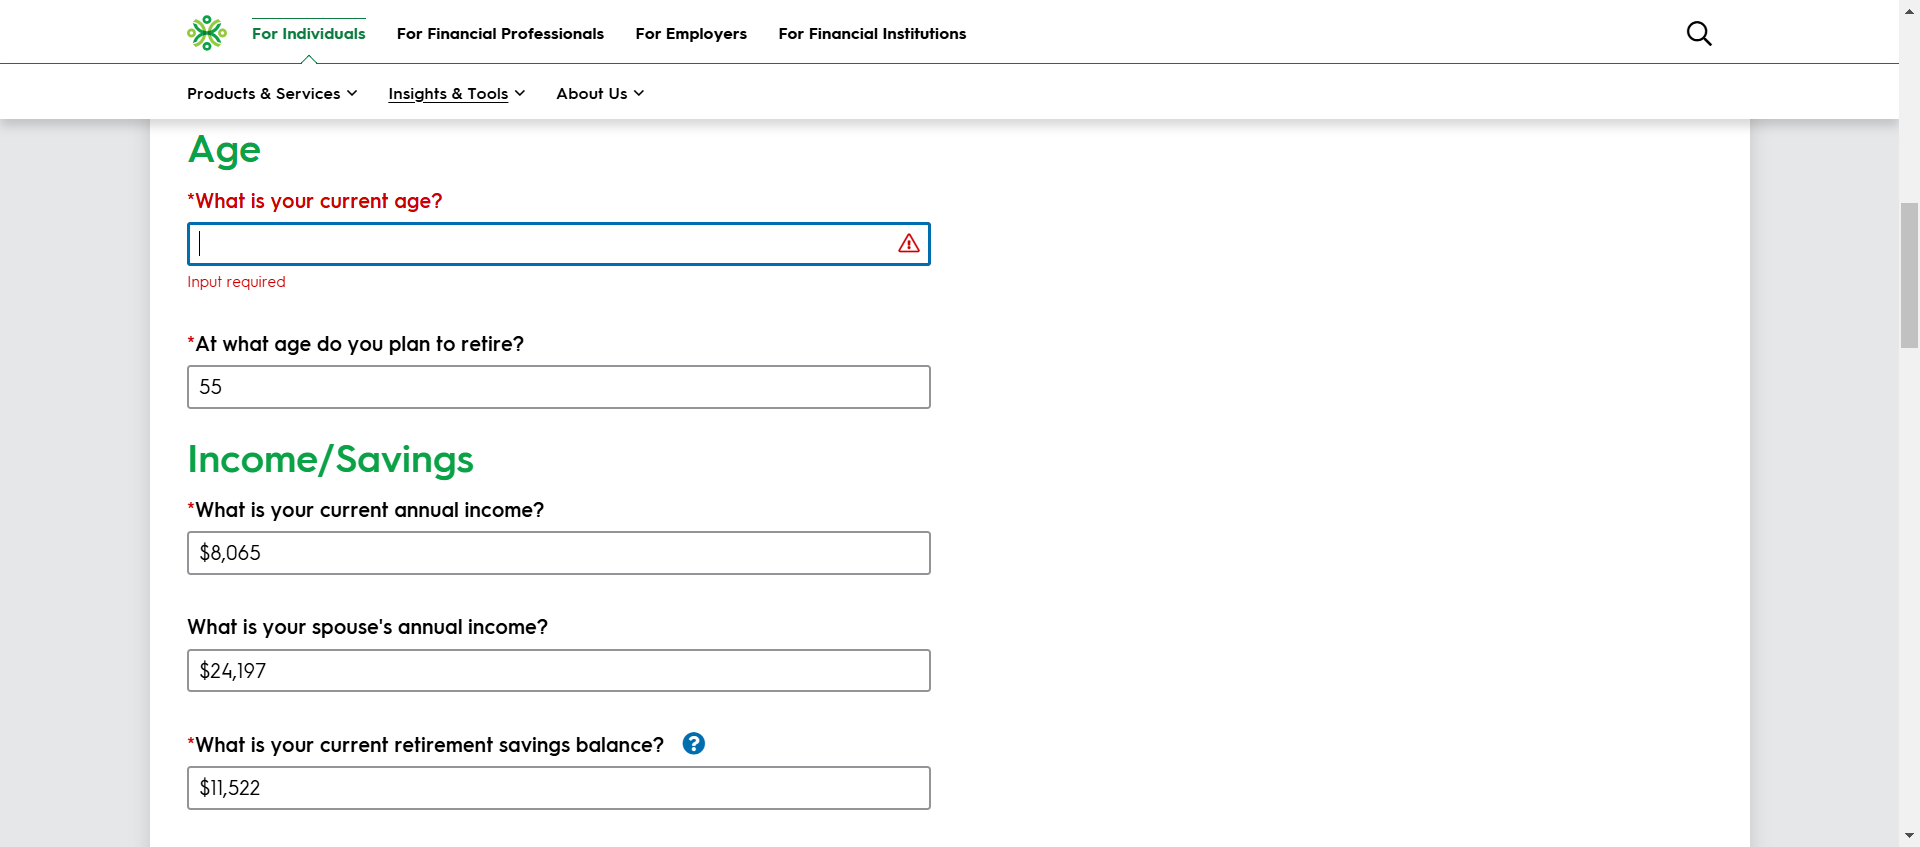 For Individuals For Financial Professionals For Employers For Financial Institutions
Products & Services Insights & Tools About Us
Age
*What is your current age?
Input required
*At what age do you plan to retire?
55
Income/Savings
*What is your current annual income?
$8,065
What is your spouse's annual income?
$24,197
*What is your current retirement savings balance? ?
$11,522